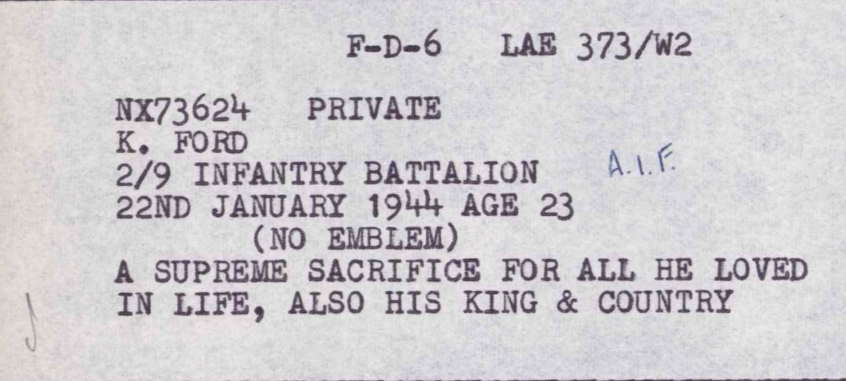 F-D-6 LAE 373/W2
NX73624 PRIVATE
K. FORD
2/9 INFANTRY BATTALION A.I.F.
22ND JANUARY 1944 AGE 23
(NO EMBLEM)
A SUPREME SACRIFICE FOR ALL HE LOVED
IN LIFE, ALSO HIS KING & COUNTRY